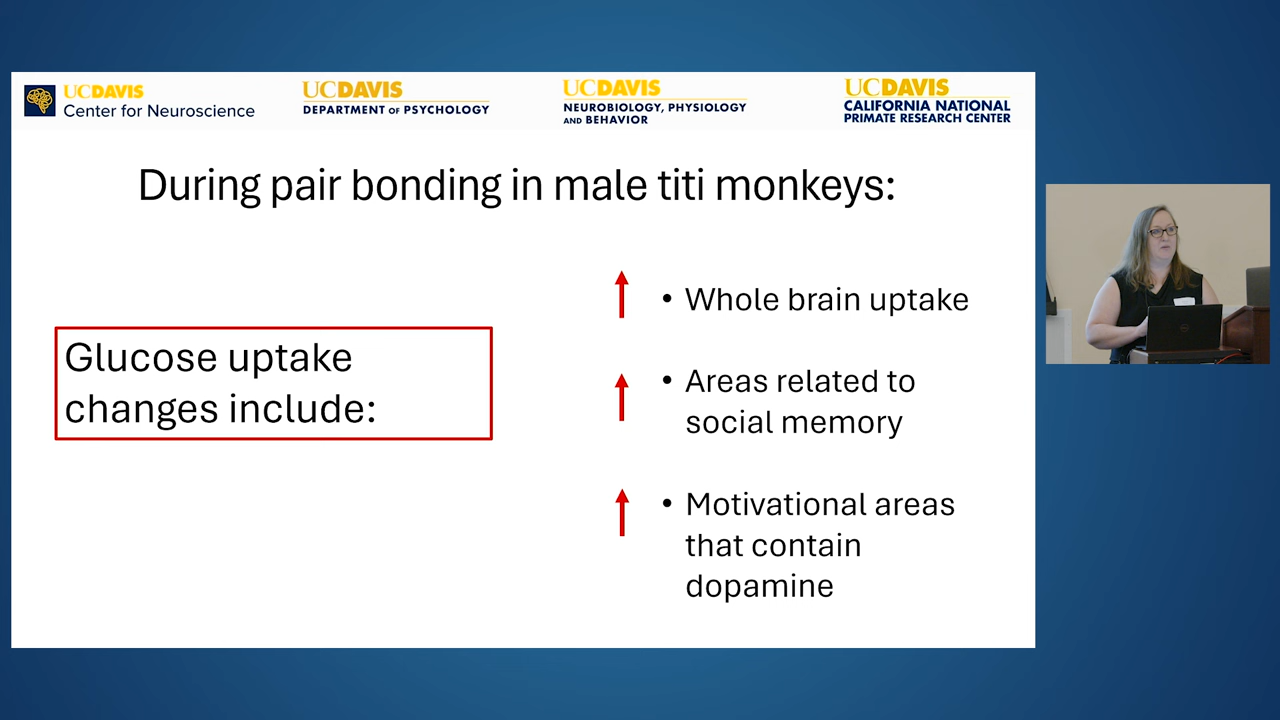 UCDAVIS
Center for Neuroscience
UCDAVIS
DEPARTMENT OF PSYCHOLOGY
UCDAVIS
NEUROBIOLOGY, PHYSIOLOGY
AND BEHAVIOR
UCDAVIS
CALIFORNIA NATIONAL
PRIMATE RESEARCH CENTER
During pair bonding in male titi monkeys:
Glucose uptake
changes include:
• Whole brain uptake
• Areas related to
social memory
• Motivational areas
that contain
dopamine